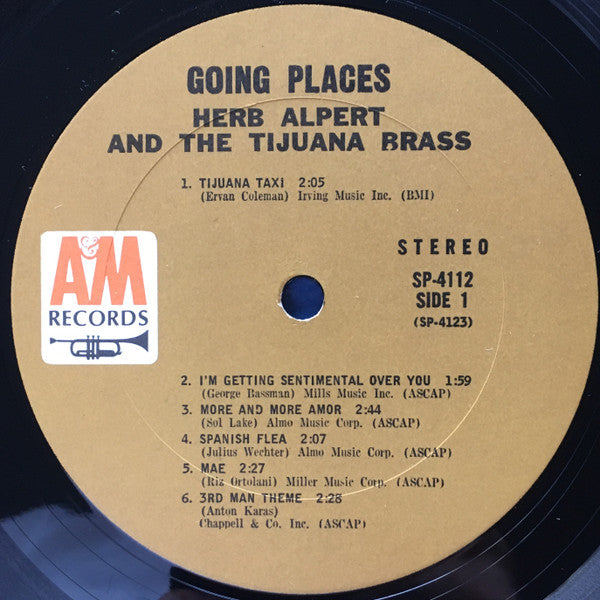 GOING PLACES
HERB ALPERT
AND THE TIJUANA BRASS
1. TIJUANA TAXI 2:05
(Ervan Coleman) Irving Music Inc. (BMI)
A&M
RECORDS
STEREO
SP-4112
SIDE 1
(SP-4123)
2. I'M GETTING SENTIMENTAL OVER YOU 1:59
(George Bassman) Mills Music Inc. (ASCAP)
3. MORE AND MORE AMOR 2:44
(Sol Lake) Almo Music Corp. (ASCAP)
4. SPANISH FLEA 2:07
(Julius Wechter) Almo Music Corp. (ASCAP)
5. MAE 2:27
(Riz Ortolani) Miller Music Corp. (ASCAP)
6. 3RD MAN THEME 2:28
(Anton Karas)
Chappell & Co. Inc. (ASCAP)